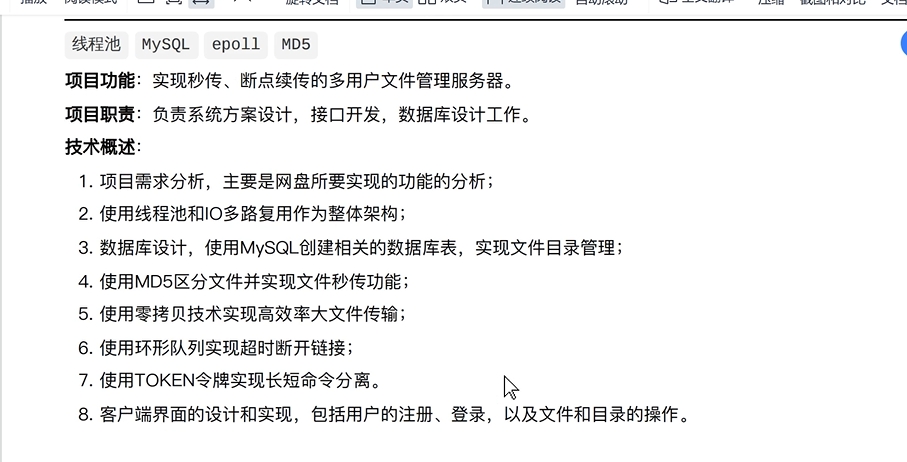 旋转文档
自动滚动
压缩
线程池 MySQL epoll MD5
项目功能：实现秒传、断点续传的多用户文件管理服务器。
项目职责：负责系统方案设计，接口开发，数据库设计工作。
技术概述：
1. 项目需求分析，主要是网盘所要实现的功能的分析；
2. 使用线程池和IO多路复用作为整体架构；
3. 数据库设计，使用MySQL创建相关的数据库表，实现文件目录管理；
4. 使用MD5区分文件并实现文件秒传功能；
5. 使用零拷贝技术实现高效率大文件传输；
6. 使用环形队列实现超时断开链接；
7. 使用TOKEN令牌实现长短命令分离。
8. 客户端界面的设计和实现，包括用户的注册、登录，以及文件和目录的操作。